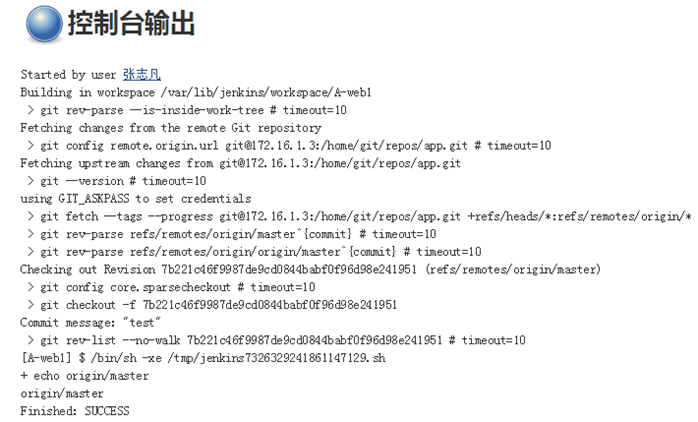 控制台输出
Started by user 张志凡
Building in workspace /var/lib/jenkins/workspace/A-web1
> git rev-parse --is-inside-work-tree # timeout=10
Fetching changes from the remote Git repository
> git config remote.origin.url git@172.16.1.3:/home/git/repos/app.git # timeout=10
Fetching upstream changes from git@172.16.1.3:/home/git/repos/app.git
> git --version # timeout=10
using GIT_ASKPASS to set credentials
> git fetch --tags --progress git@172.16.1.3:/home/git/repos/app.git +refs/heads/*:refs/remotes/origin/*
> git rev-parse refs/remotes/origin/master^{commit} # timeout=10
> git rev-parse refs/remotes/origin/origin/master^{commit} # timeout=10
Checking out Revision 7b221c46f9987de9cd0844babf0f96d98e241951 (refs/remotes/origin/master)
> git config core.sparsecheckout # timeout=10
> git checkout -f 7b221c46f9987de9cd0844babf0f96d98e241951
Commit message: "test"
> git rev-list --no-walk 7b221c46f9987de9cd0844babf0f96d98e241951 # timeout=10
[A-web1] $ /bin/sh -xe /tmp/jenkins7326329241861147129.sh
+ echo origin/master
origin/master
Finished: SUCCESS